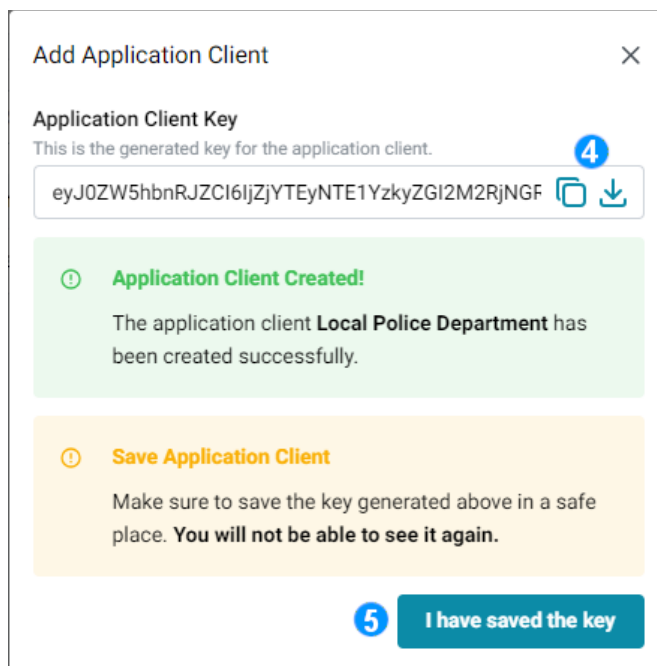 Add Application Client
Application Client Key
This is the generated key for the application client.
4
eyJ0ZW5hbnRJZCI6IjZjYTEyNTE1YzkyZGI2M2RjNGF
Application Client Created!
The application client Local Police Department has
been created successfully.
Save Application Client
Make sure to save the key generated above in a safe
place. You will not be able to see it again.
5
I have saved the key